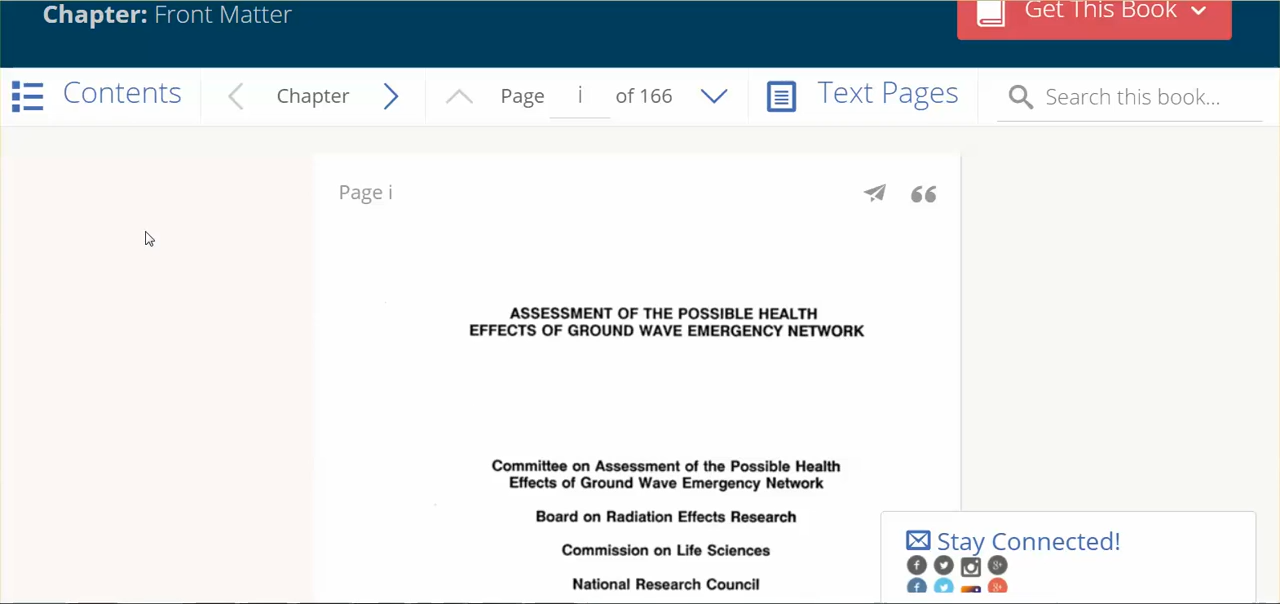 Chapter: Front Matter
Get This Book
Contents
Chapter
Page i of 166
Text Pages
Search this book...
Page i
ASSESSMENT OF THE POSSIBLE HEALTH
EFFECTS OF GROUND WAVE EMERGENCY NETWORK
Committee on Assessment of the Possible Health
Effects of Ground Wave Emergency Network
Board on Radiation Effects Research
Commission on Life Sciences
National Research Council
Stay Connected!